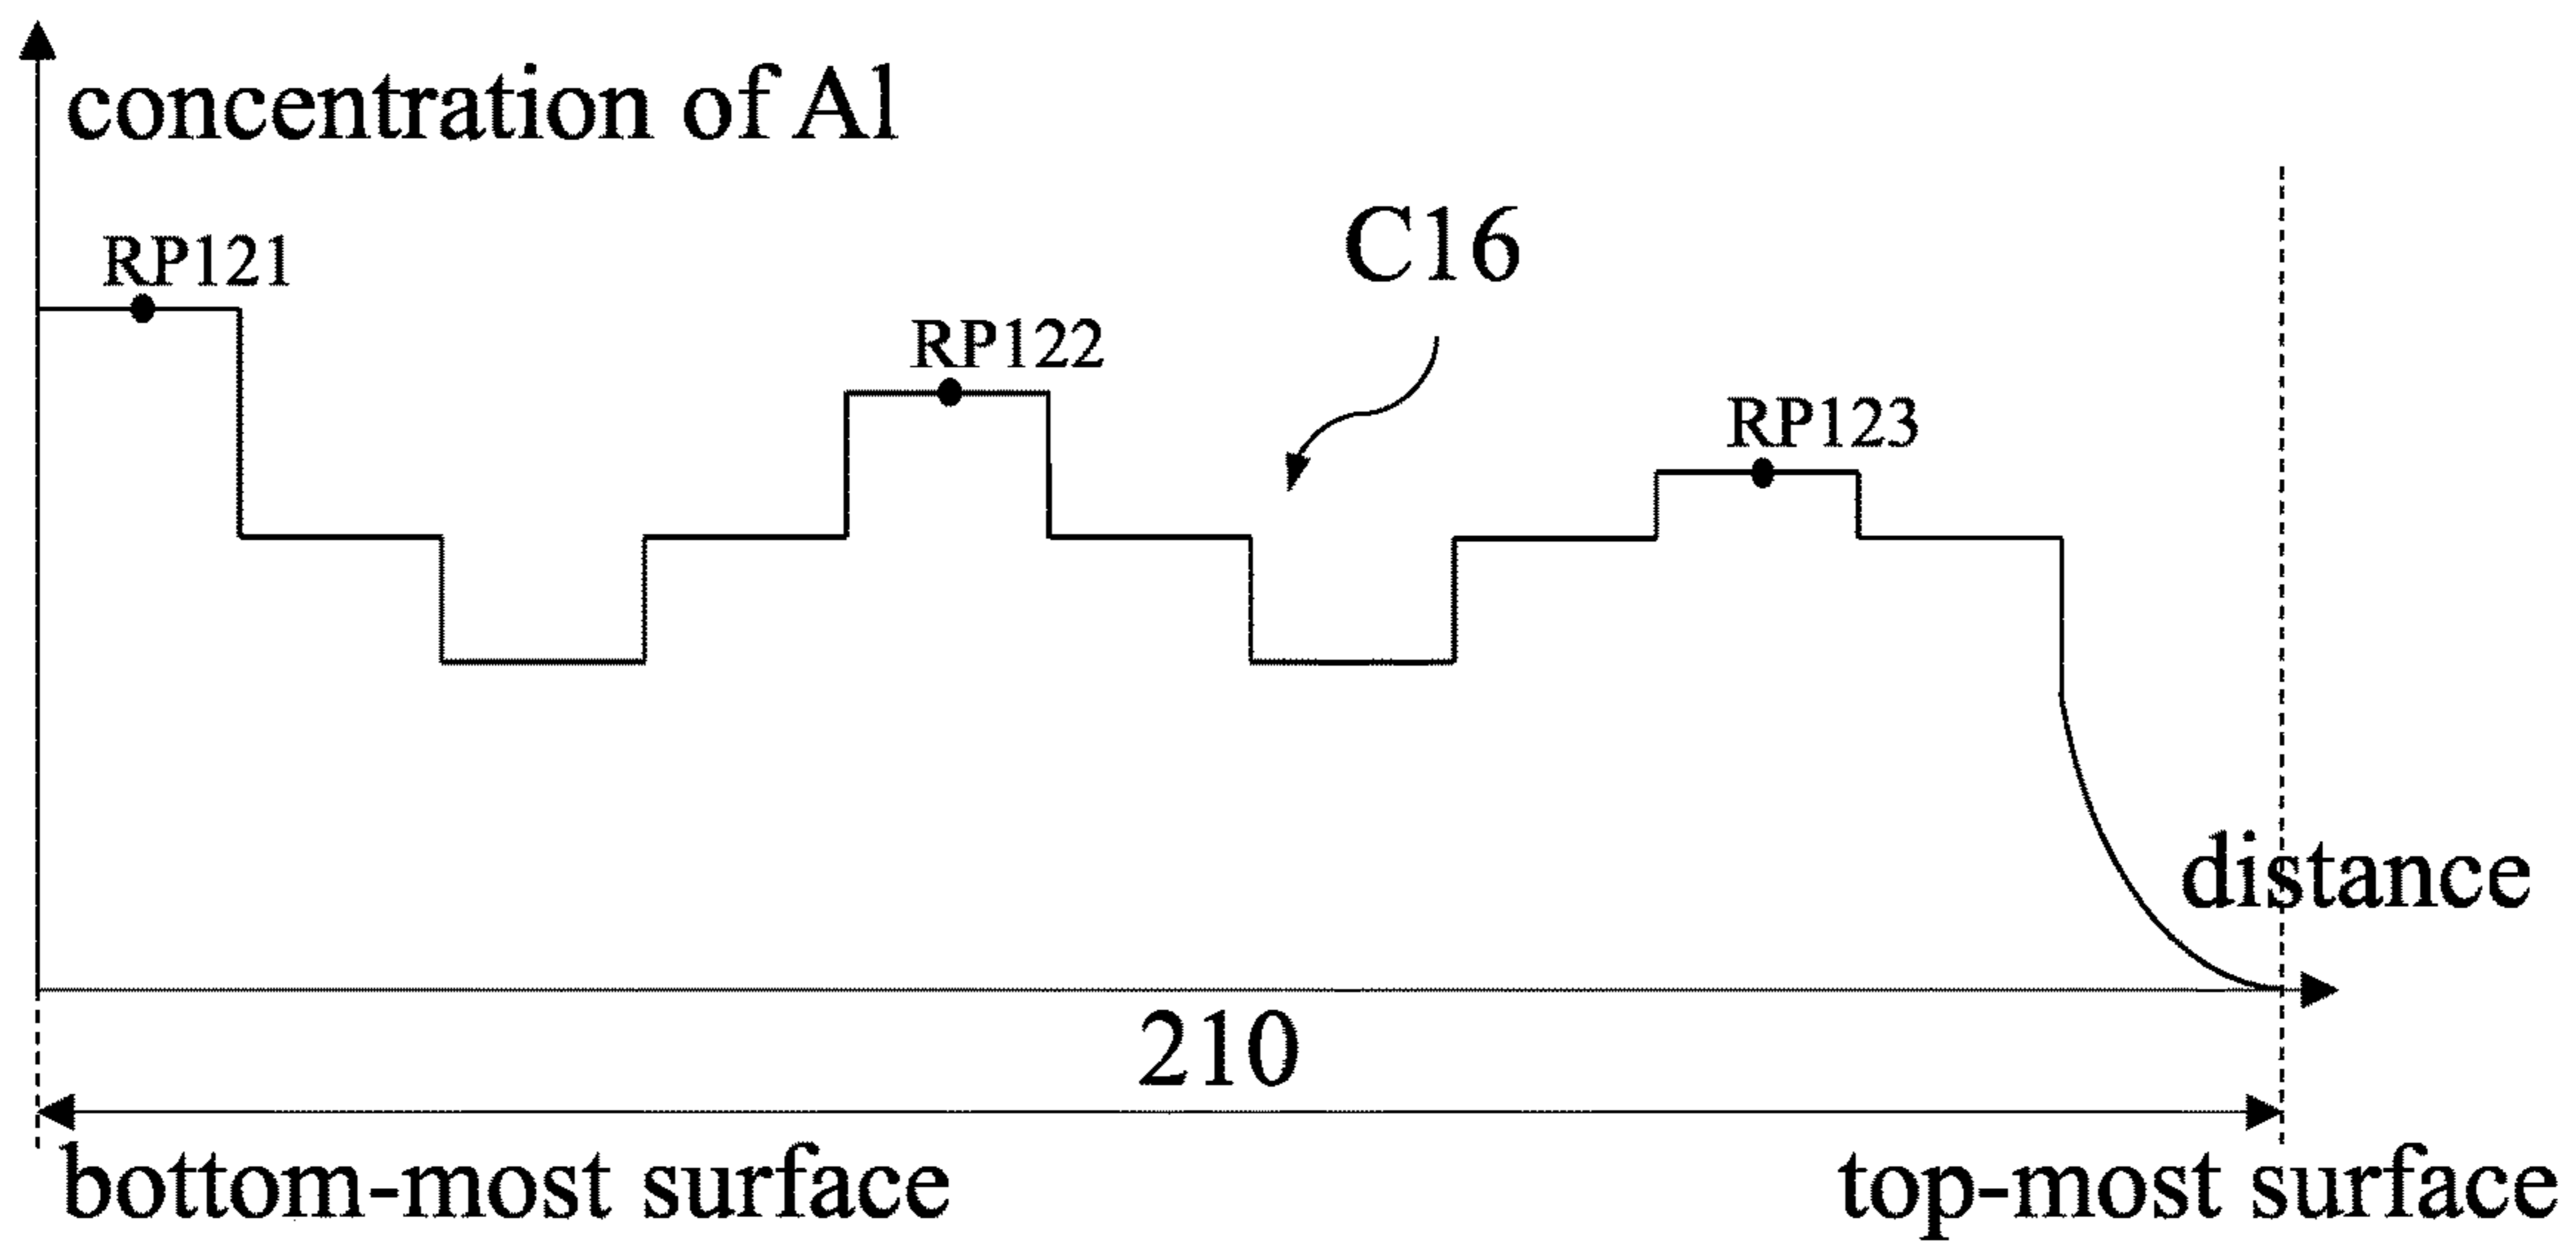 concentration of Al
C16
RP121
RP122
RP123
distance
210
bottom-most surface
top-most surface